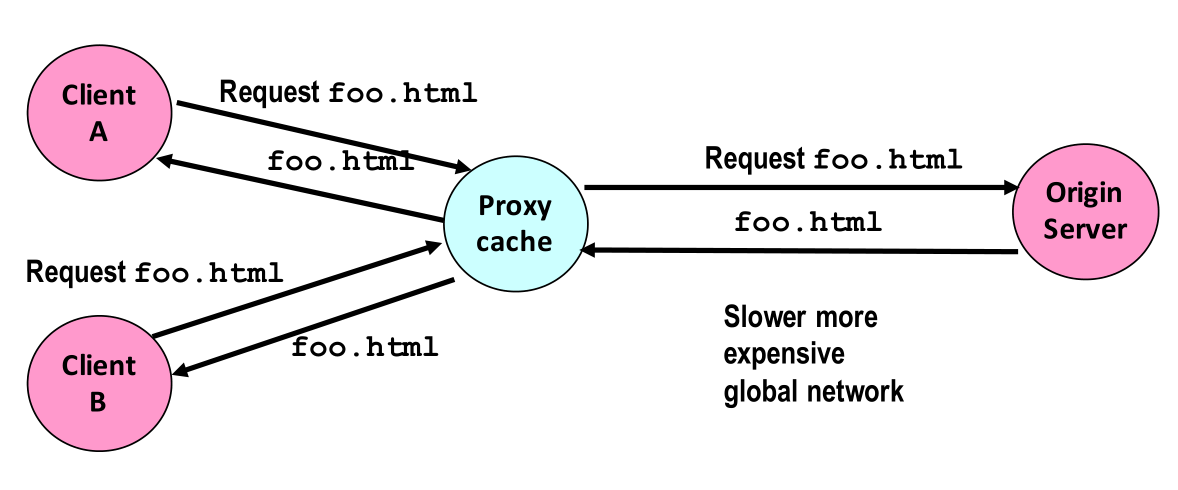 Client
A
Request foo.html
foo.html
Request foo.html
foo.html
Proxy
cache
Request foo.html
foo.html
Origin
Server
Client
B
Slower more
expensive
global network